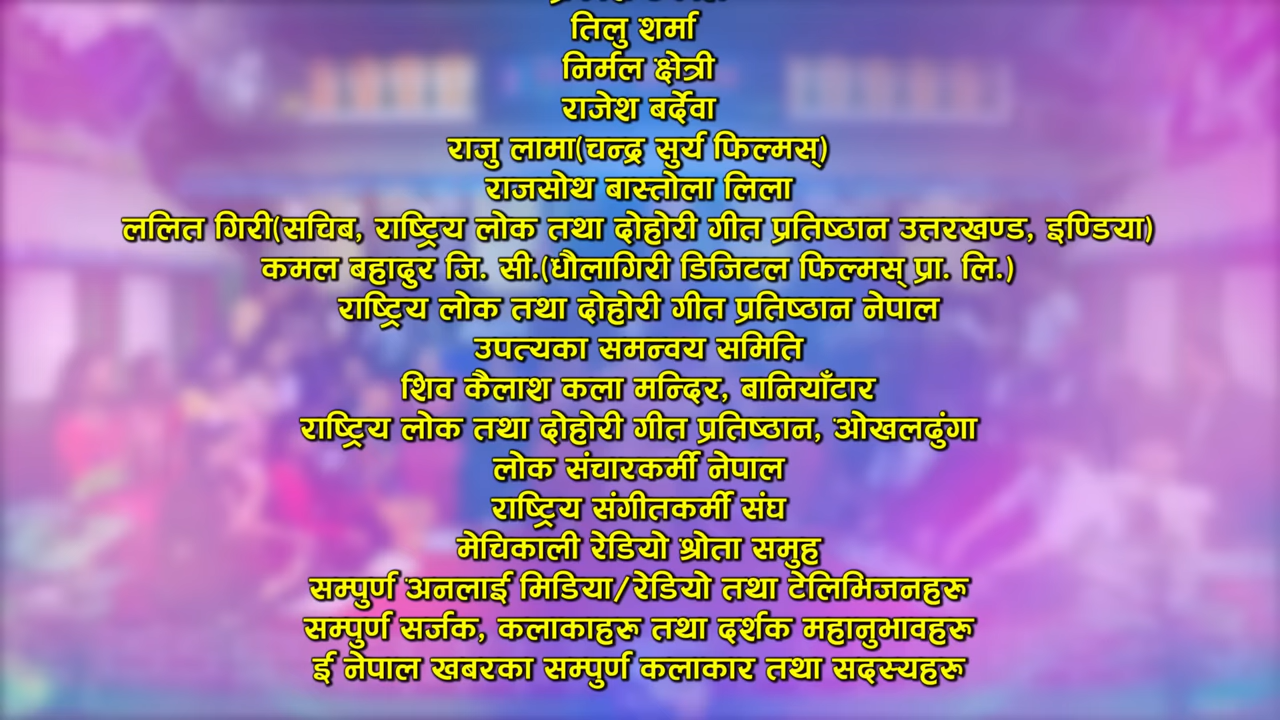 तिलु शर्मा
निर्मल क्षेत्री
राजेश बर्देवा
राजु लामा(चन्द्र सुर्य फिल्मस्)
राजसोथ बास्तोला लिला
ललित गिरी(सचिब, राष्ट्रिय लोक तथा दोहोरी गीत प्रतिष्ठान उत्तरखण्ड, इण्डिया)
कमल बहादुर जि. सी.(धौलागिरी डिजिटल फिल्मस् प्रा. लि.)
राष्ट्रिय लोक तथा दोहोरी गीत प्रतिष्ठान नेपाल
उपत्यका समन्वय समिति
शिव कैलाश कला मन्दिर, बानियाँटार
राष्ट्रिय लोक तथा दोहोरी गीत प्रतिष्ठान, ओखलढुंगा
लोक संचारकर्मी नेपाल
राष्ट्रिय संगीतकर्मी संघ
मेचिकाली रेडियो श्रोता समुह
सम्पुर्ण अनलाई मिडिया/रेडियो तथा टेलिभिजनहरू
सम्पुर्ण सर्जक, कलाकाहरू तथा दर्शक महानुभावहरू
ई नेपाल खबरका सम्पुर्ण कलाकार तथा सदस्यहरू